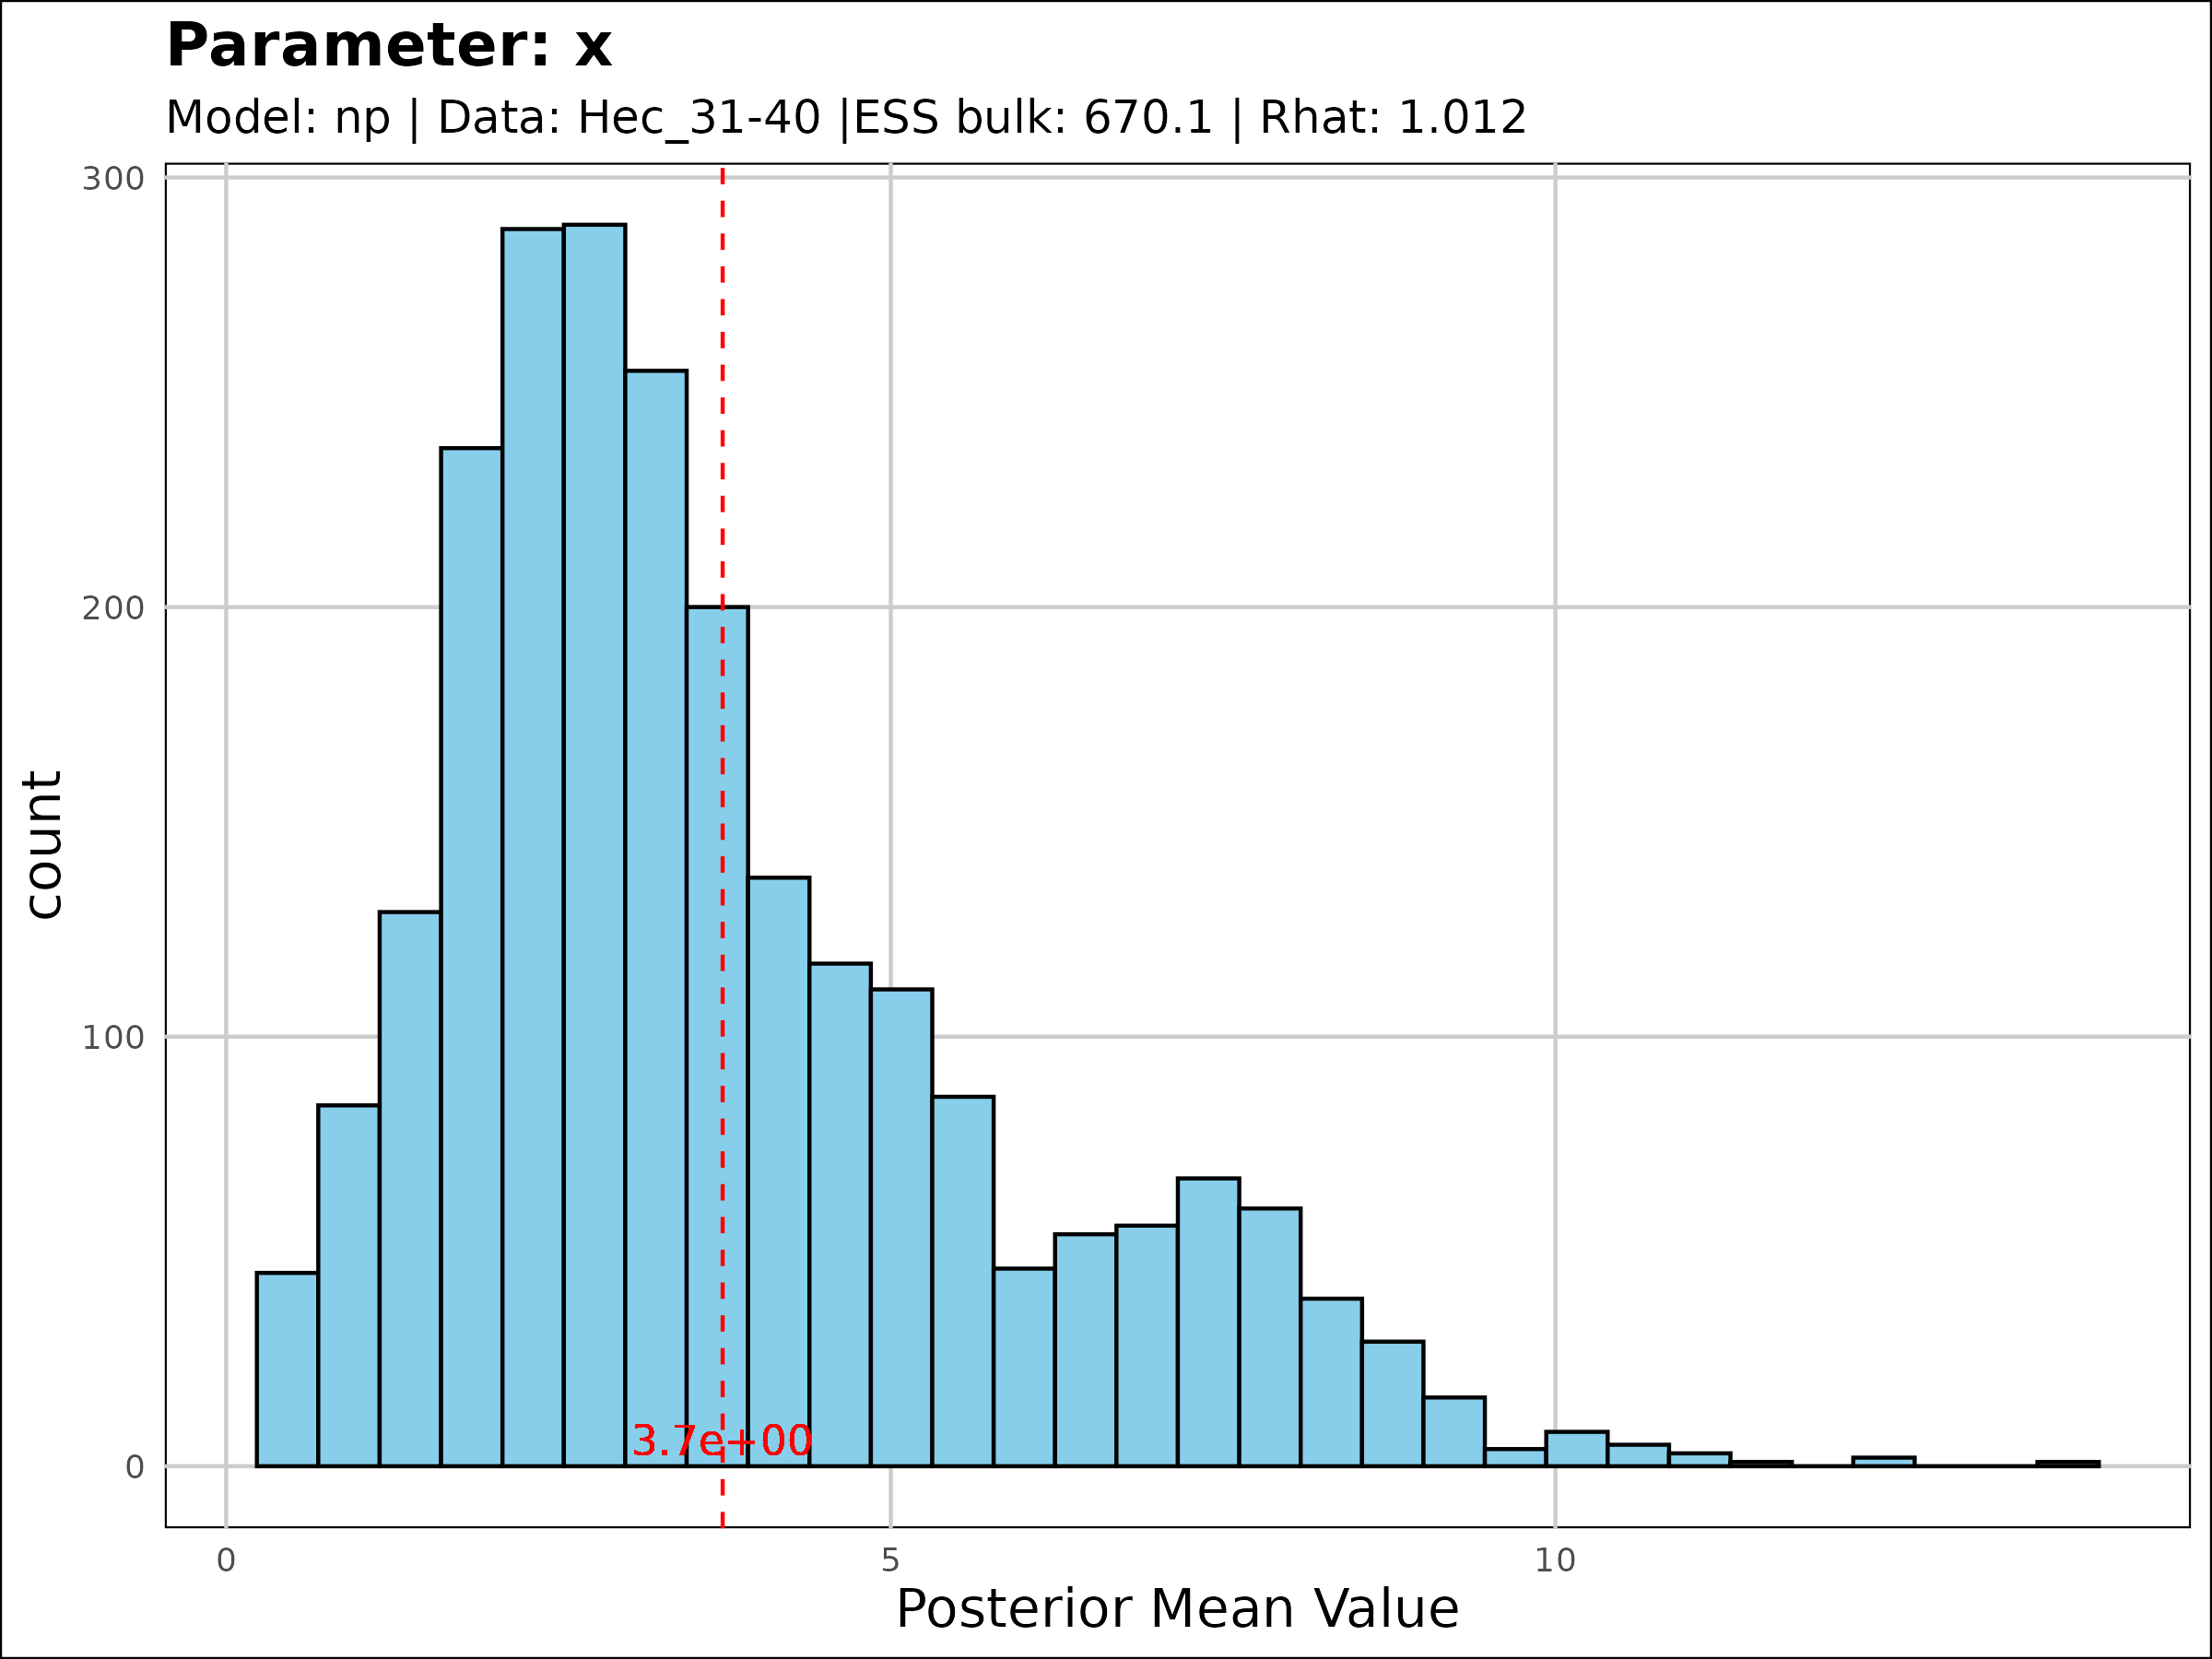 Parameter: x
Model: np | Data: Hec_31-40 |ESS bulk: 670.1 | Rhat: 1.012
300
200
100
0
count
3.7e+00
0 5 10
Posterior Mean Value